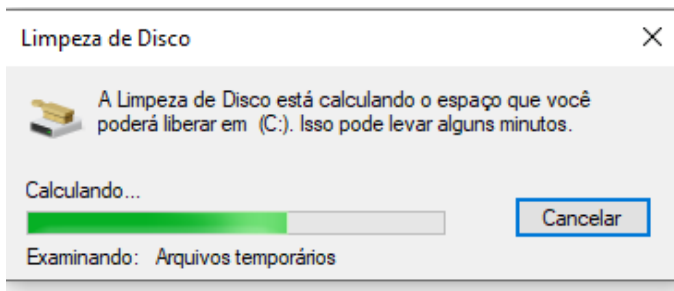 Limpeza de Disco
A Limpeza de Disco está calculando o espaço que você
poderá liberar em  (C:). Isso pode levar alguns minutos.
Calculando...
Cancelar
Examinando:   Arquivos temporários